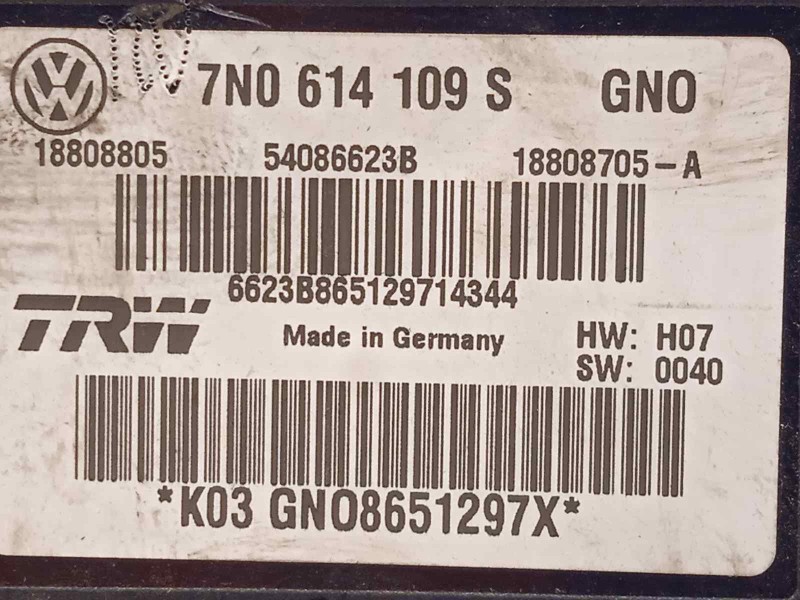 7N0 614 109 S GNO
18808805 54086623B 18808705-A
6623B865129714344
TRW Made in Germany HW: H07
SW: 0040
*K03 GNO8651297X*